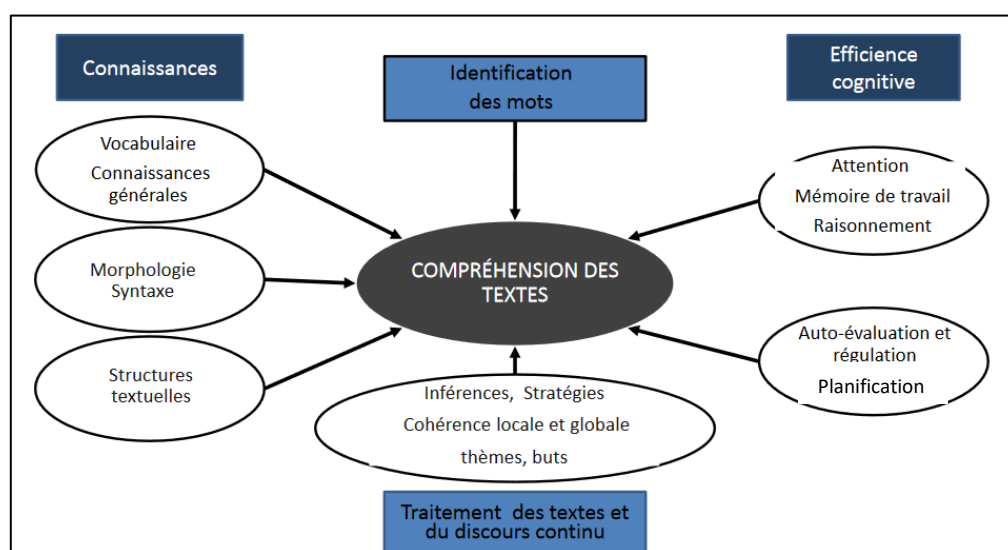 Connaissances
Identification
des mots
Efficience
cognitive
Vocabulaire
Connaissances
générales
Attention
Mémoire de travail
Raisonnement
Morphologie
Syntaxe
COMPRÉHENSION DES
TEXTES
Structures
textuelles
Auto-évaluation et
régulation
Planification
Inférences, Stratégies
Cohérence locale et globale
thèmes, buts
Traitement des textes et
du discours continu